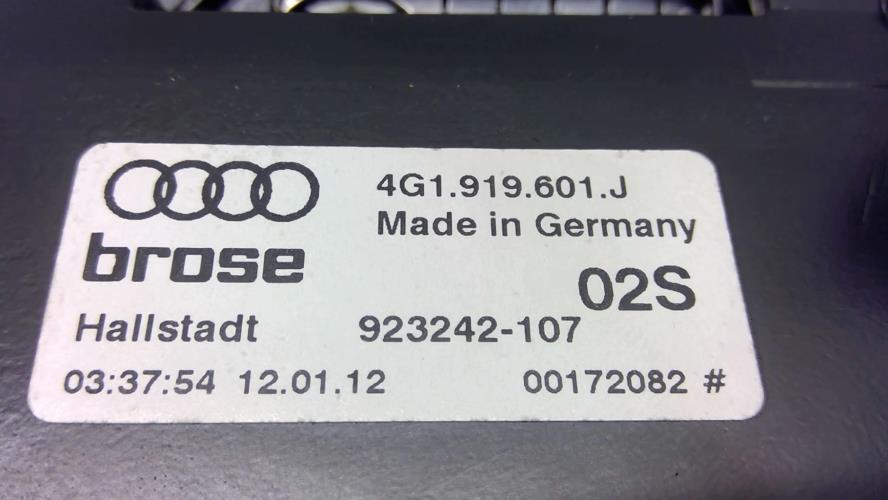 4G1.919.601.J
Made in Germany
brose
02S
Hallstadt 923242-107
03:37:54 12.01.12 00172082 #